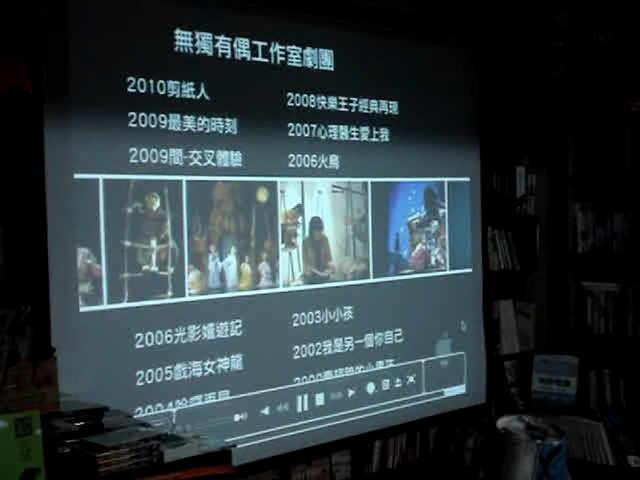 無獨有偶工作室劇團
2010剪紙人
2009最美的時刻
2009間-交叉體驗
2008快樂王子經典再現
2007心理醫生愛上我
2006火鳥
2006光影嬉遊記
2005戲海女神龍
2003小小孩
2002我是另一個你自己